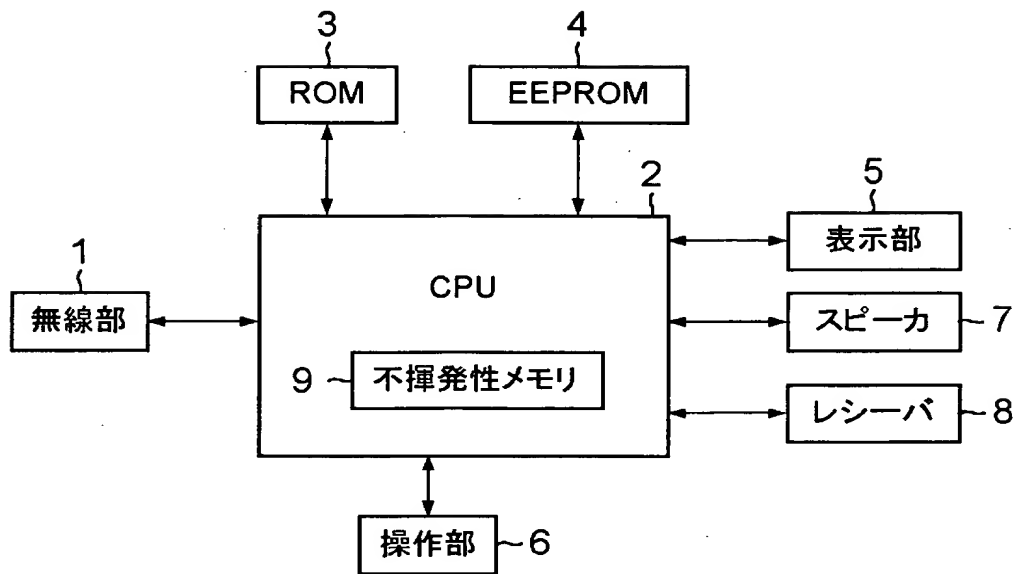 3
4
ROM
EEPROM
2
5
表示部
1
CPU
無線部
スピーカ 7
9 不揮発性メモリ
レシーバ 8
操作部 6